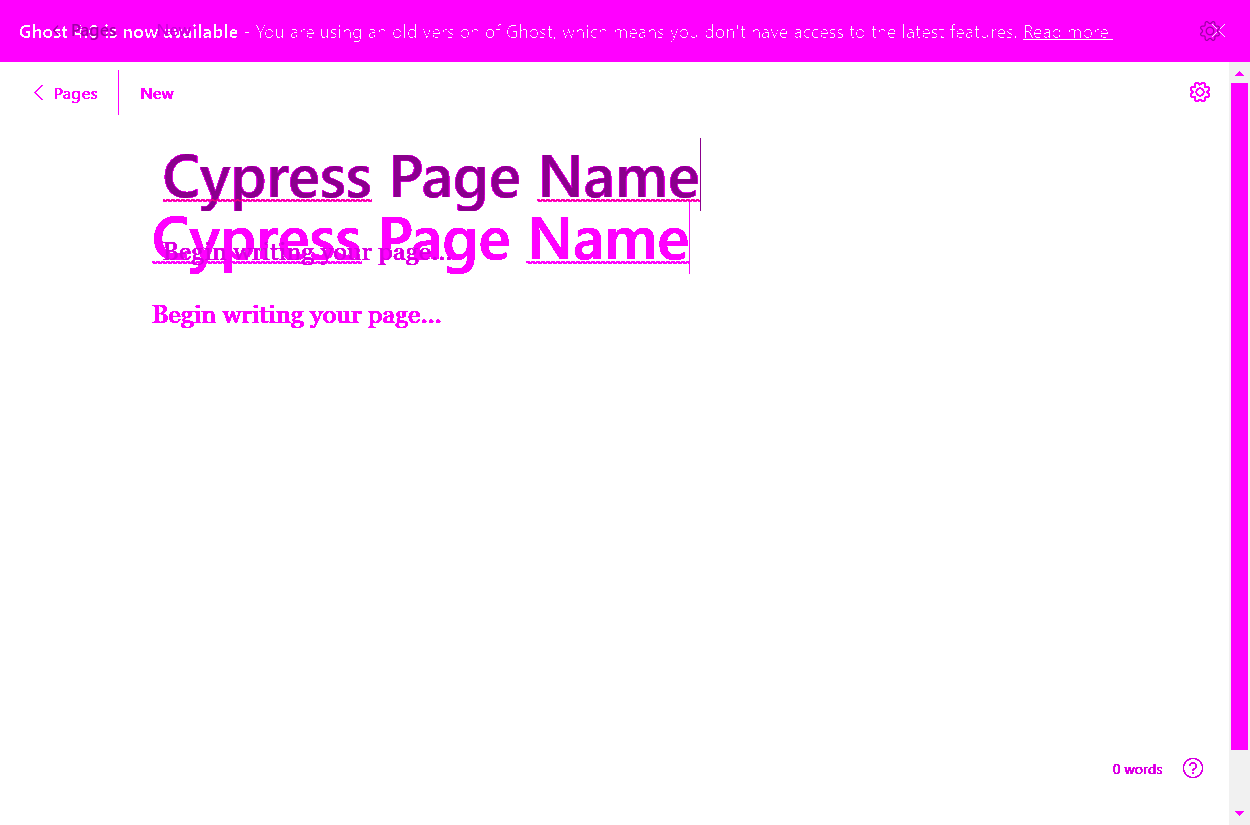 Ghost 4.0 is now available - You are using an old version of Ghost, which means you don't have access to the latest features. Read more
Pages New
Pages New
Cypress Page Name
Cypress Page Name
Begin writing your page...
Begin writing your page...
0 words